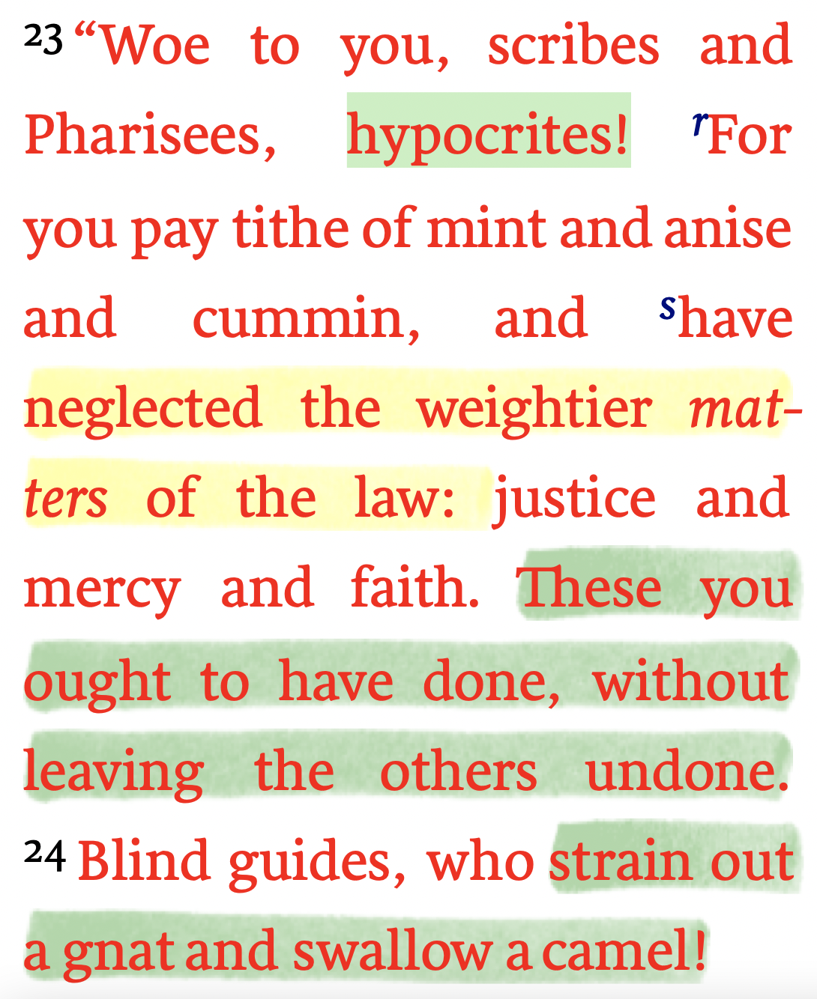 23 “Woe to you, scribes and
Pharisees, hypocrites! rFor
you pay tithe of mint and anise
and cummin, and shave
neglected the weightier mat-
ters of the law: justice and
mercy and faith. These you
ought to have done, without
leaving the others undone.
24 Blind guides, who strain out
a gnat and swallow a camel!